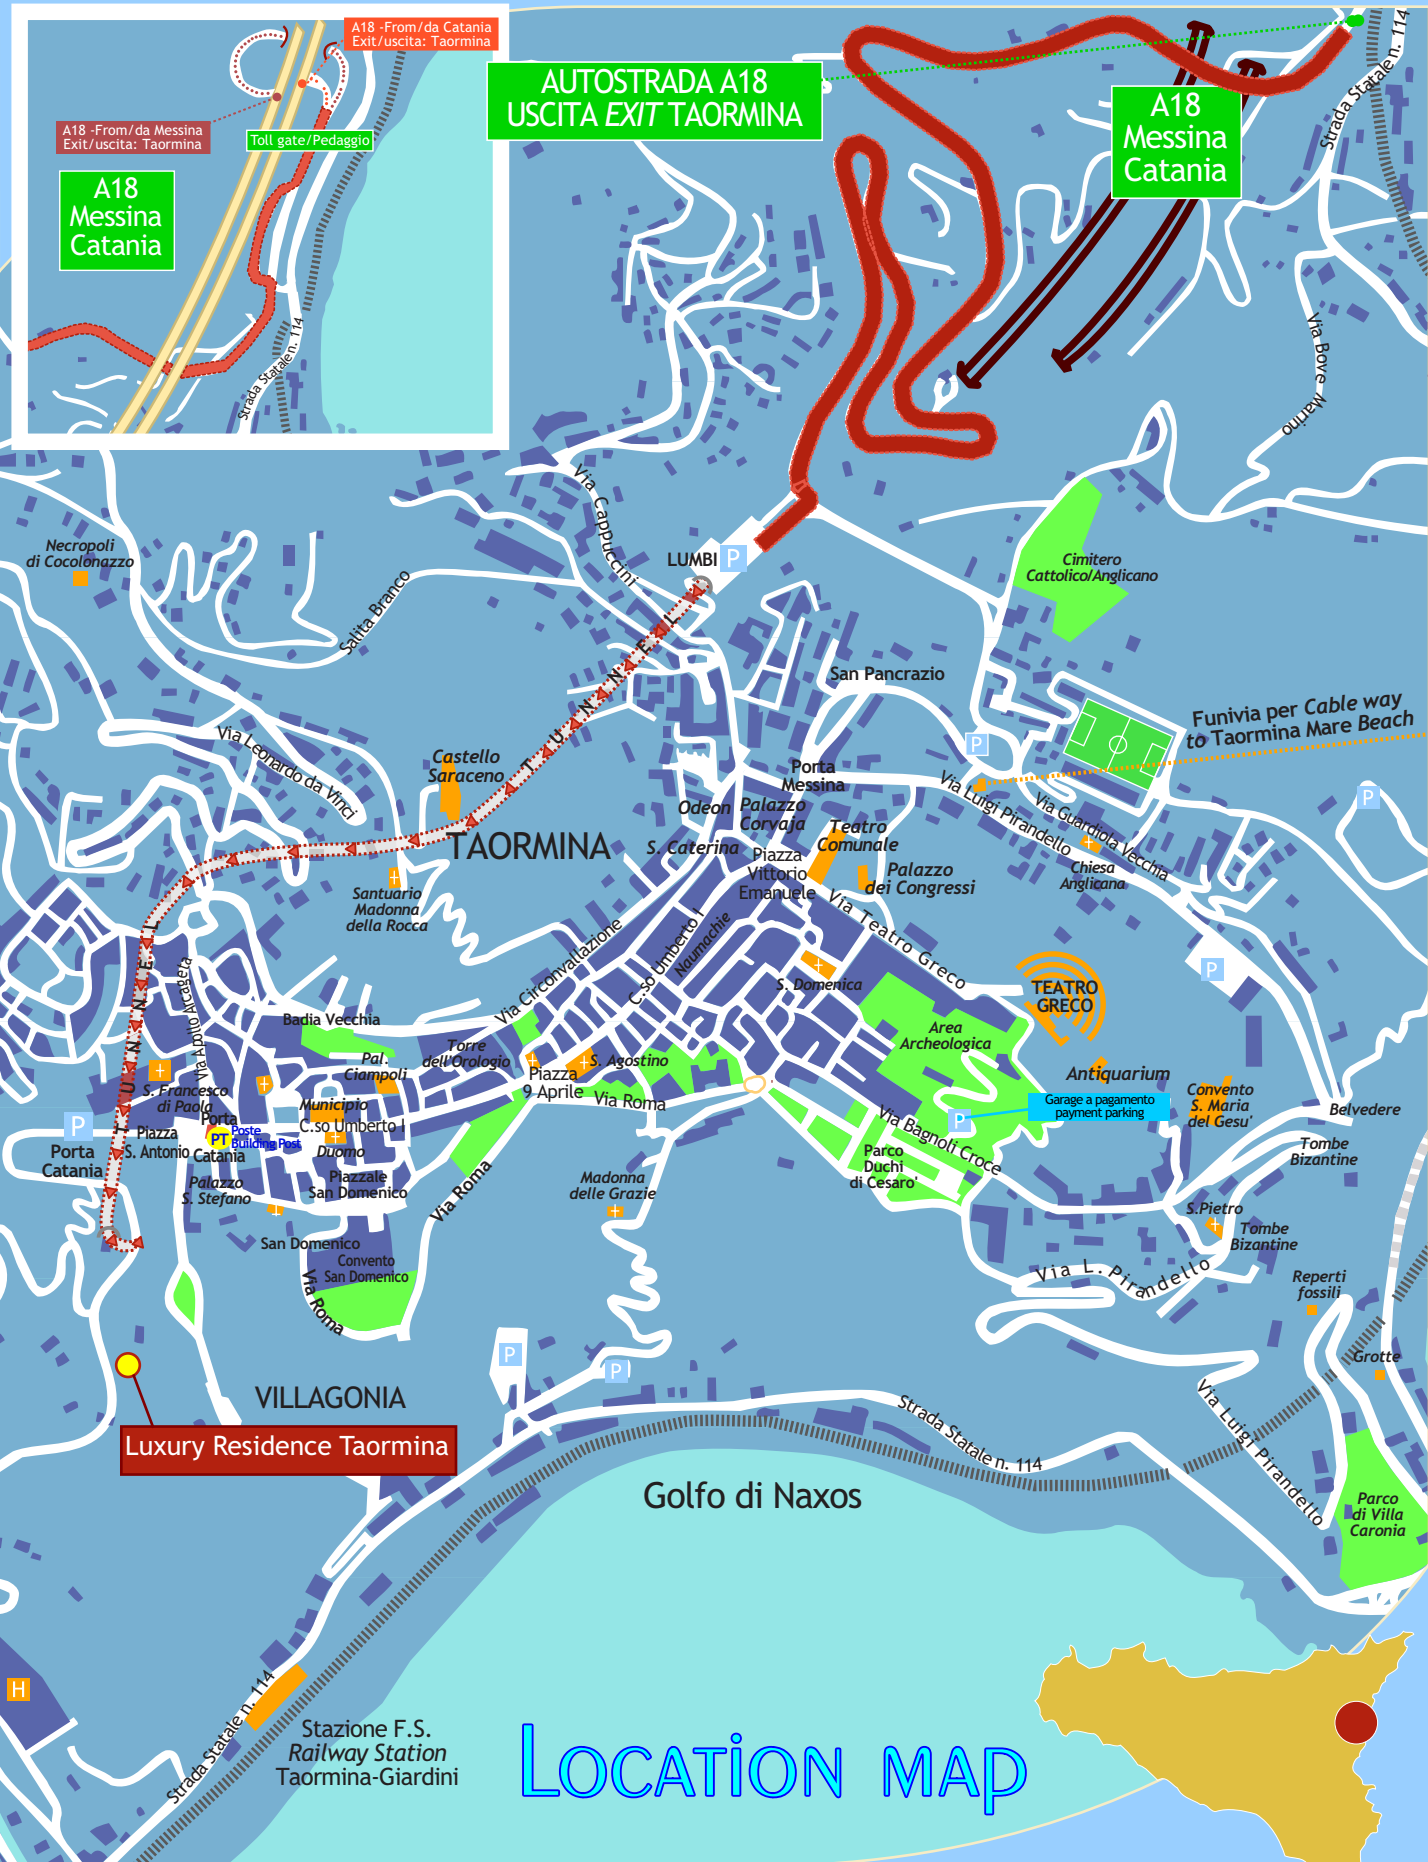 A18 -From/da Catania
Exit/uscita: Taormina
A18 -From/da Messina
Exit/uscita: Taormina
Toll gate/Pedaggio
A18
Messina
Catania
Strada Statale n. 114
AUTOSTRADA A18
USCITA EXIT TAORMINA
A18
Messina
Catania
Strada Statale n. 114
Via Bove Marino
Via Cappuccini
Necropoli
di Cocolonazzo
LUMBI
P
Cimitero
Cattolico/Anglicano
Salita Branco
TUNNEL
San Pancrazio
Funivia per Cable way
to Taormina Mare Beach
P
Via Leonardo da Vinci
Castello
Saraceno
Porta
Messina
Via Luigi Pirandello
Via Guardiola Vecchia
P
Odeon
Palazzo
Corvaja
Teatro
Comunale
TAORMINA
S. Caterina
Piazza
Vittorio
Emanuele
Palazzo
dei Congressi
Chiesa
Anglicana
Santuario
Madonna
della Rocca
Via Teatro Greco
C.so Umberto I
Naumachie
Via Circonvallazione
S. Domenica
TEATRO
GRECO
P
TUNNEL
Via Apollo Arcageta
Badia Vecchia
Area
Archeologica
Torre
dell'Orologio
Pal.
Ciampoli
S. Agostino
Antiquarium
S. Francesco
di Paola
Piazza
9 Aprile
Via Roma
Convento
S. Maria
del Gesu'
Garage a pagamento
payment parking
P
Municipio
C.so Umberto I
Belvedere
P
Porta
Catania
PT
Poste
Building Post
Piazza
S. Antonio
Porta
Catania
Duomo
Via Bagnoli Croce
Parco
Duchi
di Cesaro'
Tombe
Bizantine
Palazzo
S. Stefano
Piazzale
San Domenico
Via Roma
Madonna
delle Grazie
S.Pietro
Tombe
Bizantine
San Domenico
Convento
San Domenico
Via Roma
Via L. Pirandello
Reperti
fossili
P
P
Grotte
VILLAGONIA
Luxury Residence Taormina
Strada Statale n. 114
Via Luigi Pirandello
Golfo di Naxos
Parco
di Villa
Caronia
H
Strada Statale n. 114
Stazione F.S.
Railway Station
Taormina-Giardini
LOCATION MAP